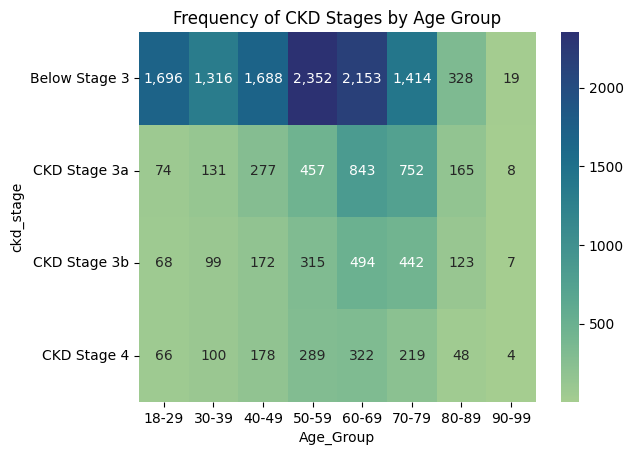 Frequency of CKD Stages by Age Group
ckd_stage
Below Stage 3 1,696 1,316 1,688 2,352 2,153 1,414 328 19
CKD Stage 3a 74 131 277 457 843 752 165 8
CKD Stage 3b 68 99 172 315 494 442 123 7
CKD Stage 4 66 100 178 289 322 219 48 4
18-29 30-39 40-49 50-59 60-69 70-79 80-89 90-99
Age_Group
2000
1500
1000
500